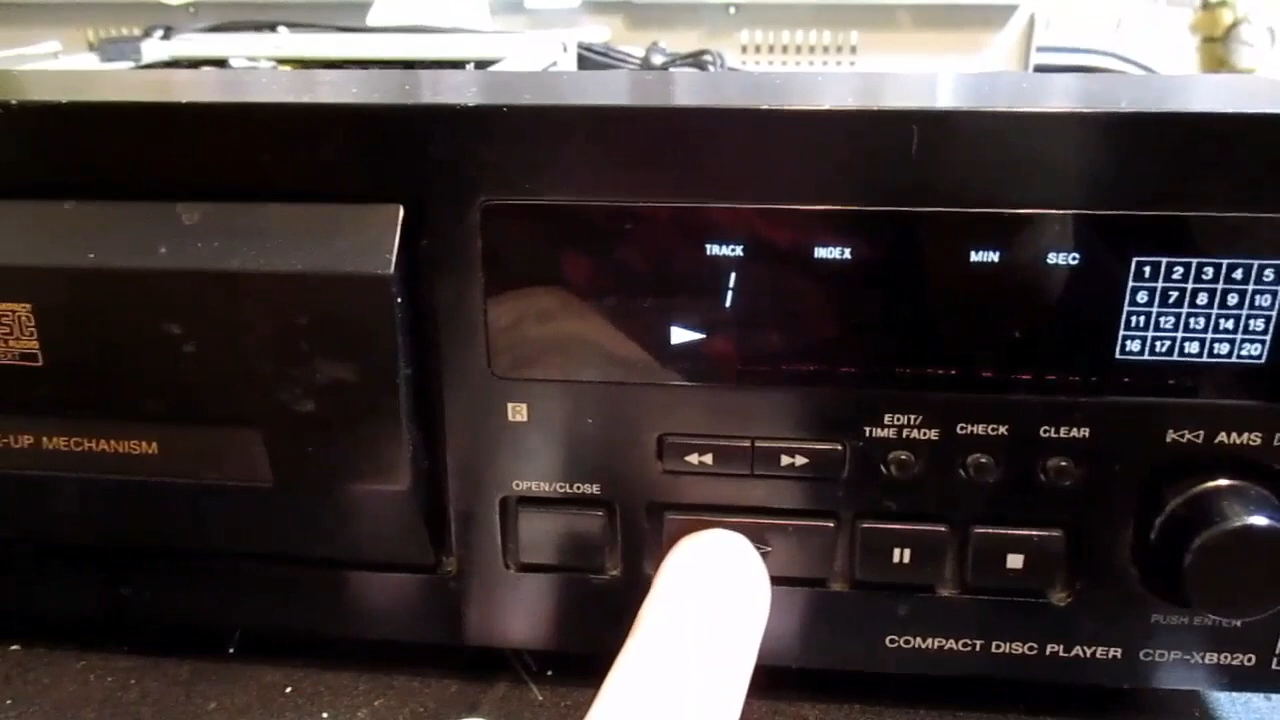 TRACK INDEX MIN SEC
1
1 2 3 4 5
6 7 8 9 10
11 12 13 14 15
16 17 18 19 20
R
-UP MECHANISM
EDIT/
TIME FADE
CHECK
CLEAR
AMS
OPEN/CLOSE
PUSH ENTER
COMPACT DISC PLAYER CDP-XB920